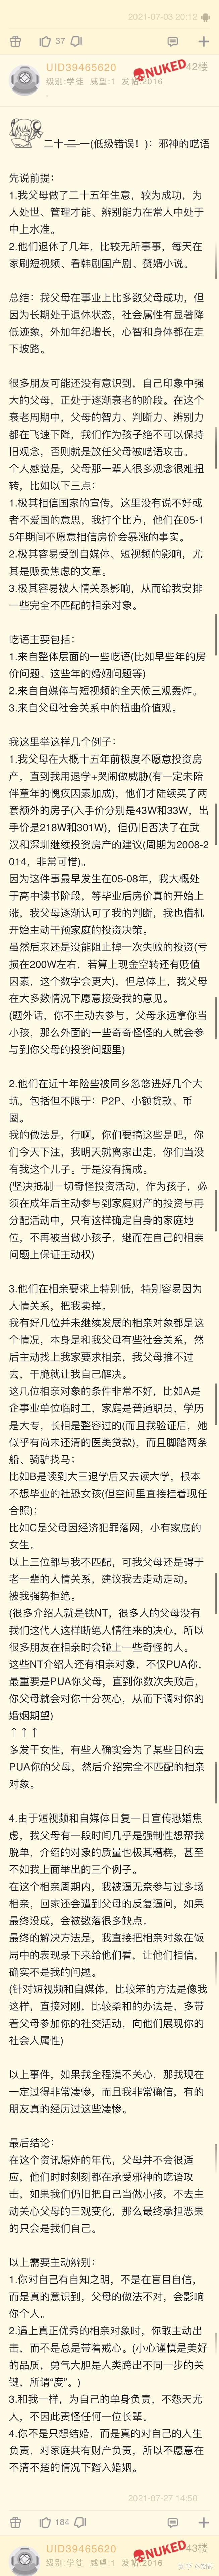 2021-07-03 20:12
37
UID39465620
42楼
级别:学徒 威望:1 发帖:2016
NUKED
二十二一(低级错误！)：邪神的呓语
先说前提：
1.我父母做了二十五年生意，较为成功，为
人处世、管理才能、辨别能力在常人中处于
中上水准。
2.他们退休了几年，比较无所事事，每天在
家刷短视频、看韩剧国产剧、赘婿小说。
总结：我父母在事业上比多数父母成功，但
因为长期处于退休状态，社会属性有显著降
低迹象，外加年纪增长，心智和身体都在走
下坡路。
很多朋友可能还没有意识到，自己印象中强
大的父母，正处于逐渐衰老的阶段。在这个
衰老周期中，父母的智力、判断力、辨别力
都在飞速下降，我们作为孩子绝不可以保持
旧观念，否则就是放任父母被呓语攻击。
个人感觉是，父母那一辈人很多观念很难扭
转，比如以下三点：
1.极其相信国家的宣传，这里没有说不好或
者不爱国的意思，我打个比方，他们在05-1
5年期间不愿意相信房价会暴涨的事实。
2.极其容易受到自媒体、短视频的影响，尤
其是贩卖焦虑的文章。
3.极其容易被人情关系影响，从而给我安排
一些完全不匹配的相亲对象。
呓语主要包括：
1.来自整体层面的一些呓语(比如早些年的房
价问题、这些年的婚姻问题等)
2.来自自媒体与短视频的全天候三观轰炸。
3.来自父母社会关系中的扭曲价值观。
我这里举这样几个例子：
1.我父母在大概十五年前极度不愿意投资房
产，直到我用退学+哭闹做威胁(有一定未陪
伴童年的愧疚因素加成)，他们才陆续买了两
套额外的房子(入手价分别是43W和33W，出
手价是218W和301W)，但仍旧否决了在武
汉和深圳继续投资房产的建议(周期为2008-2
014，非常可惜)。
因为这件事最早发生在05-08年，我大概处
于高中读书阶段，等毕业后房价真的开始上
涨，我父母逐渐认可了我的判断，我也借机
开始主动干预家庭的投资决策。
虽然后来还是没能阻止掉一次失败的投资(亏
损在200W左右，若算上现金空转还有贬值
因素，这个数字会更大)，但总体上，我父母
在大多数情况下愿意接受我的意见。
(题外话，你不主动去参与，父母永远拿你当
小孩，那么外面的一些奇奇怪怪的人就会参
与到你父母的投资问题里)
2.他们在近十年险些被同乡忽悠进好几个大
坑，包括但不限于：P2P、小额贷款、币
圈。
我的做法是，行啊，你们要搞这些是吧，你
们今天下注，我明天就离家出走，你们当没
有我这个儿子。于是没有搞成。
(坚决抵制一切奇怪投资活动，作为孩子，必
须在成年后主动参与到家庭财产的投资与再
分配活动中，只有这样确定自身的家庭地
位，不再被当做小孩子，继而在自己的相亲
问题上保证主动权)
3.他们在相亲要求上特别低，特别容易因为
人情关系，把我卖掉。
我有好几位并未继续发展的相亲对象都是这
个情况，本身是和我父母有些社会关系，然
后主动找上我家要求相亲，我父母推不过
去，干脆就让我自己解决。
这几位相亲对象的条件非常不好，比如A是
企事业单位临时工，家庭是普通职员，学历
是大专，长相是整容过的(而且我验证后，她
似乎有尚未还清的医美贷款)，而且脚踏两条
船、骑驴找马；
比如B是读到大三退学后又去读大学，根本
不想毕业的社恐女孩(但空间里直接挂着现任
合照)；
比如C是父母因经济犯罪落网，小有家底的
女生。
以上三位都与我不匹配，可我父母还是碍于
老一辈的人情关系，建议我去走动走动。
被我强势拒绝。
(很多介绍人就是铁NT，很多人的父母没有
我们这代人这样断绝人情往来的决心，所以
很多朋友在相亲时会碰上一些奇怪的人。
这些NT介绍人还有相亲对象，不仅PUA你，
最重要是PUA你父母，直到你数次失败后，
你父母就会对你十分灰心，从而下调对你的
婚姻期望)
↑↑↑
多发于女性，有些人确实会为了某些目的去
PUA你的父母，然后介绍完全不匹配的相亲
对象。
4.由于短视频和自媒体日复一日宣传恐婚焦
虑，我父母有一段时间几乎是强制性想帮我
脱单，介绍的对象的质量也极其糟糕，甚至
不如我上面举出的三个例子。
在这个相亲周期内，我被逼无奈参与过多场
相亲，回家还会遭到父母的反复逼问，如果
最终没成，会被数落很多缺点。
最终的解决方法是，我直接把相亲对象在饭
局中的表现录下来给他们看，让他们相信，
确实不是我的问题。
(针对短视频和自媒体，比较笨的方法是像我
这样，直接对刚，比较柔和的办法是，多带
着父母参加你的社交活动，向他们展现你的
社会人属性)
以上事件，如果我全程漠不关心，那我现在
一定过得非常凄惨，而且我非常确信，有的
朋友真的经历过这些凄惨。
最后结论：
在这个资讯爆炸的年代，父母并不会很适
应，他们时时刻刻都在承受邪神的呓语攻
击，如果我们仍旧把自己当做小孩，不去主
动关心父母的三观变化，那么最终承担恶果
的只会是我们自己。
以上需要主动辨别：
1.你对自己有自知之明，不是在盲目自信，
而是真的意识到，父母的做法不对，会影响
你个人。
2.遇上真正优秀的相亲对象时，你敢主动出
击，而不是总是带着戒心。(小心谨慎是美好
的品质，勇气大胆是人类跨出不同一步的关
键，所谓“度”。)
3.和我一样，为自己的单身负责，不怨天尤
人，不因此责怪任何一位长辈。
4.你不是只想结婚，而是真的对自己的人生
负责，对家庭共有财产负责，所以不愿意在
不清不楚的情况下踏入婚姻。
2021-07-27 14:50
184
UID39465620
43楼
级别:学徒 威望:1 发帖:2016
NUKED